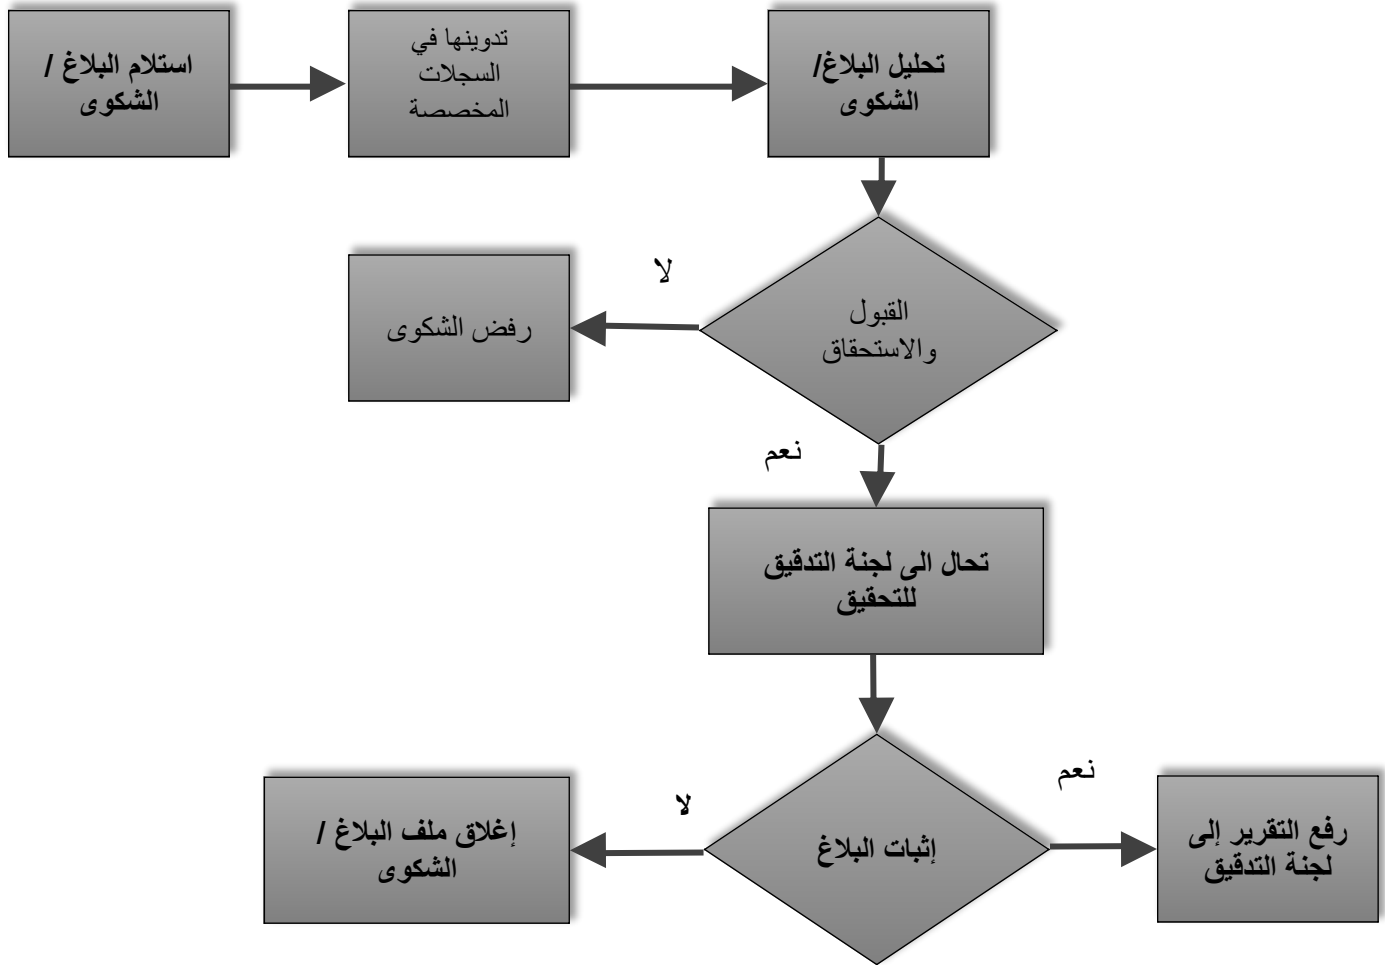 استلام البلاغ /
الشكوى
تدوينها في
السجلات
المخصصة
تحليل البلاغ/
الشكوى
القبول
والاستحقاق
لا
رفض الشكوى
نعم
تحال الى لجنة التدقيق
للتحقيق
إثبات البلاغ
لا
إغلاق ملف البلاغ /
الشكوى
نعم
رفع التقرير إلى
لجنة التدقيق